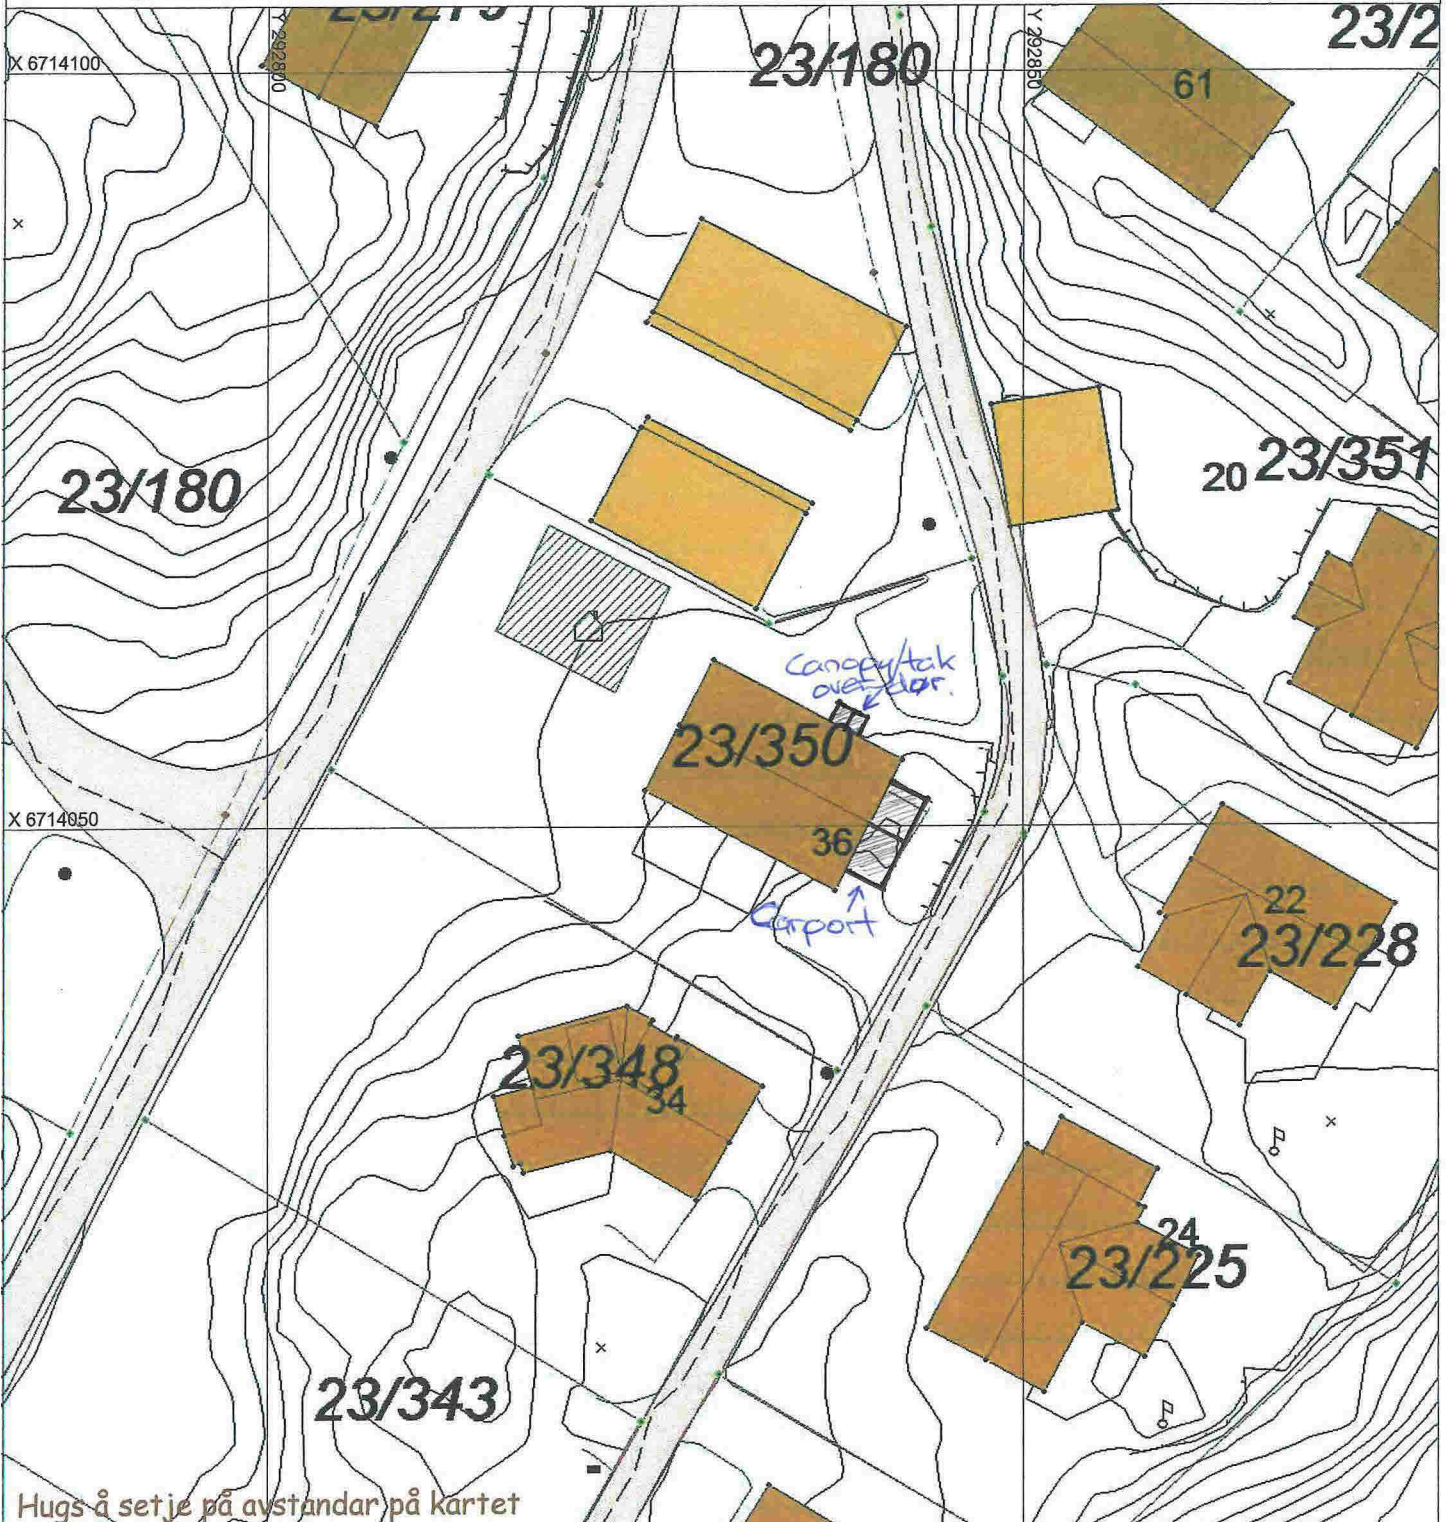 23/279
23/180
23/2
X 6714100
Y 292800
Y 292850
61
23/180
20 23/351
Canopy/tak
over dør.
23/350
X 6714050
36
Carport
22
23/228
23/348
34
24
23/225
23/343
Hugs å setje på avstandar på kartet